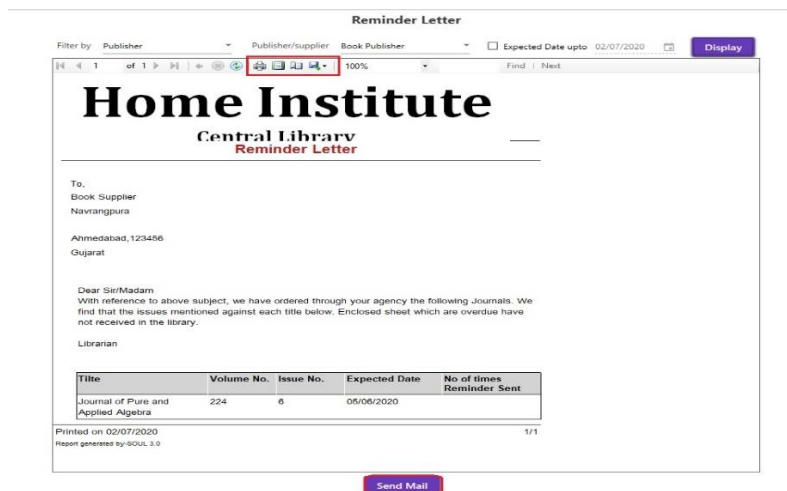 Reminder Letter
Filter by Publisher Publisher/supplier Book Publisher Expected Date upto 02/07/2020 Display
1 of 1 100% Find | Next
Home Institute
Central Library
Reminder Letter
To,
Book Supplier
Navrangpura
Ahmedabad,123456
Gujarat
Dear Sir/Madam
With reference to above subject, we have ordered through your agency the following Journals. We
find that the issues mentioned against each title below. Enclosed sheet which are overdue have
not received in the library.
Librarian
Tilte Volume No. Issue No. Expected Date No of times
Reminder Sent
Journal of Pure and 224 6 05/06/2020
Applied Algebra
Printed on 02/07/2020 1/1
Report generated by-SOUL 3.0
Send Mail